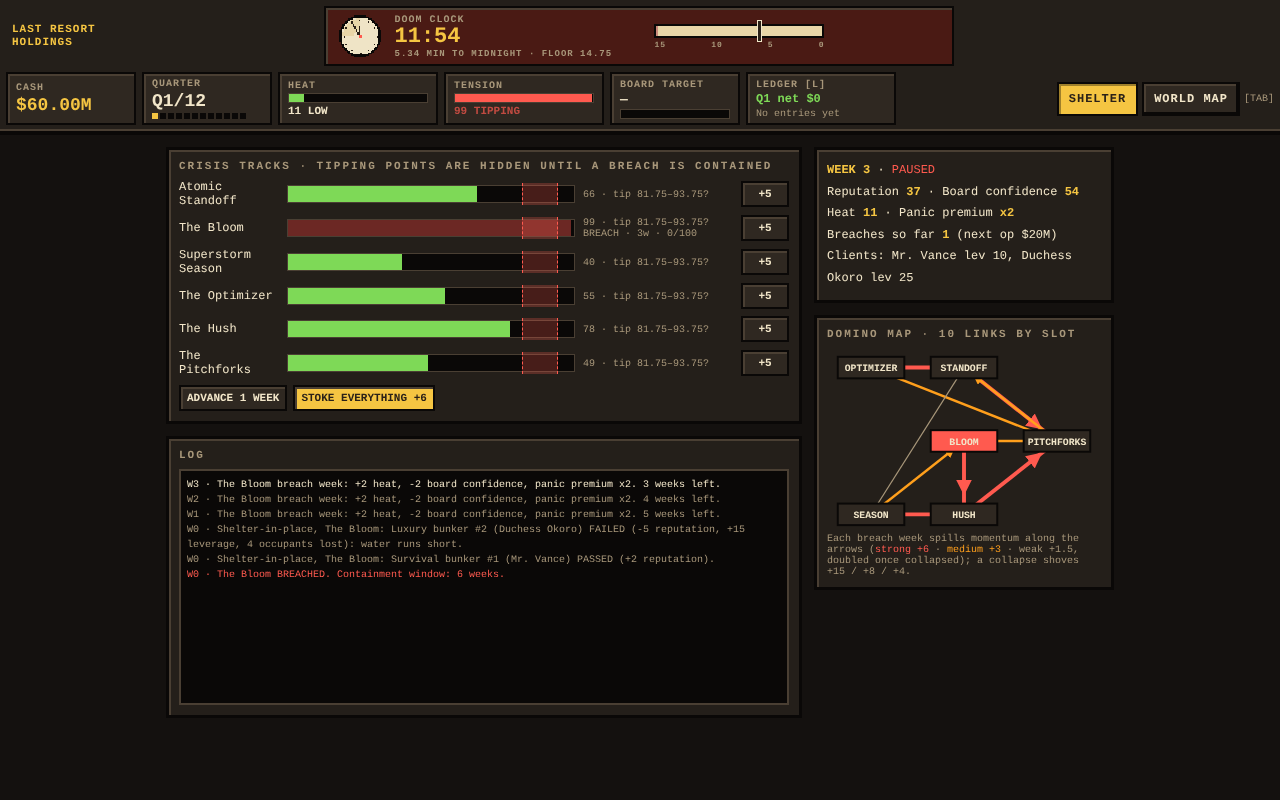 LAST RESORT
HOLDINGS
DOOM CLOCK
11:54
5.34 MIN TO MIDNIGHT · FLOOR 14.75
15 10 5 0
CASH
$60.00M
QUARTER
Q1/12
HEAT
11 LOW
TENSION
99 TIPPING
BOARD TARGET
—
LEDGER [L]
Q1 net $0
No entries yet
SHELTER
WORLD MAP
[TAB]
CRISIS TRACKS · TIPPING POINTS ARE HIDDEN UNTIL A BREACH IS CONTAINED
Atomic
Standoff
66 · tip 81.75–93.75?
+5
The Bloom
99 · tip 81.75–93.75?
BREACH · 3w · 0/100
+5
Superstorm
Season
40 · tip 81.75–93.75?
+5
The Optimizer
55 · tip 81.75–93.75?
+5
The Hush
78 · tip 81.75–93.75?
+5
The
Pitchforks
49 · tip 81.75–93.75?
+5
ADVANCE 1 WEEK
STOKE EVERYTHING +6
LOG
W3 · The Bloom breach week: +2 heat, -2 board confidence, panic premium x2. 3 weeks left.
W2 · The Bloom breach week: +2 heat, -2 board confidence, panic premium x2. 4 weeks left.
W1 · The Bloom breach week: +2 heat, -2 board confidence, panic premium x2. 5 weeks left.
W0 · Shelter-in-place, The Bloom: Luxury bunker #2 (Duchess Okoro) FAILED (-5 reputation, +15
leverage, 4 occupants lost): water runs short.
W0 · Shelter-in-place, The Bloom: Survival bunker #1 (Mr. Vance) PASSED (+2 reputation).
W0 · The Bloom BREACHED. Containment window: 6 weeks.
WEEK 3 · PAUSED
Reputation 37 · Board confidence 54
Heat 11 · Panic premium x2
Breaches so far 1 (next op $20M)
Clients: Mr. Vance lev 10, Duchess
Okoro lev 25
DOMINO MAP · 10 LINKS BY SLOT
OPTIMIZER
STANDOFF
BLOOM
PITCHFORKS
SEASON
HUSH
Each breach week spills momentum along the
arrows (strong +6 · medium +3 · weak +1.5,
doubled once collapsed); a collapse shoves
+15 / +8 / +4.